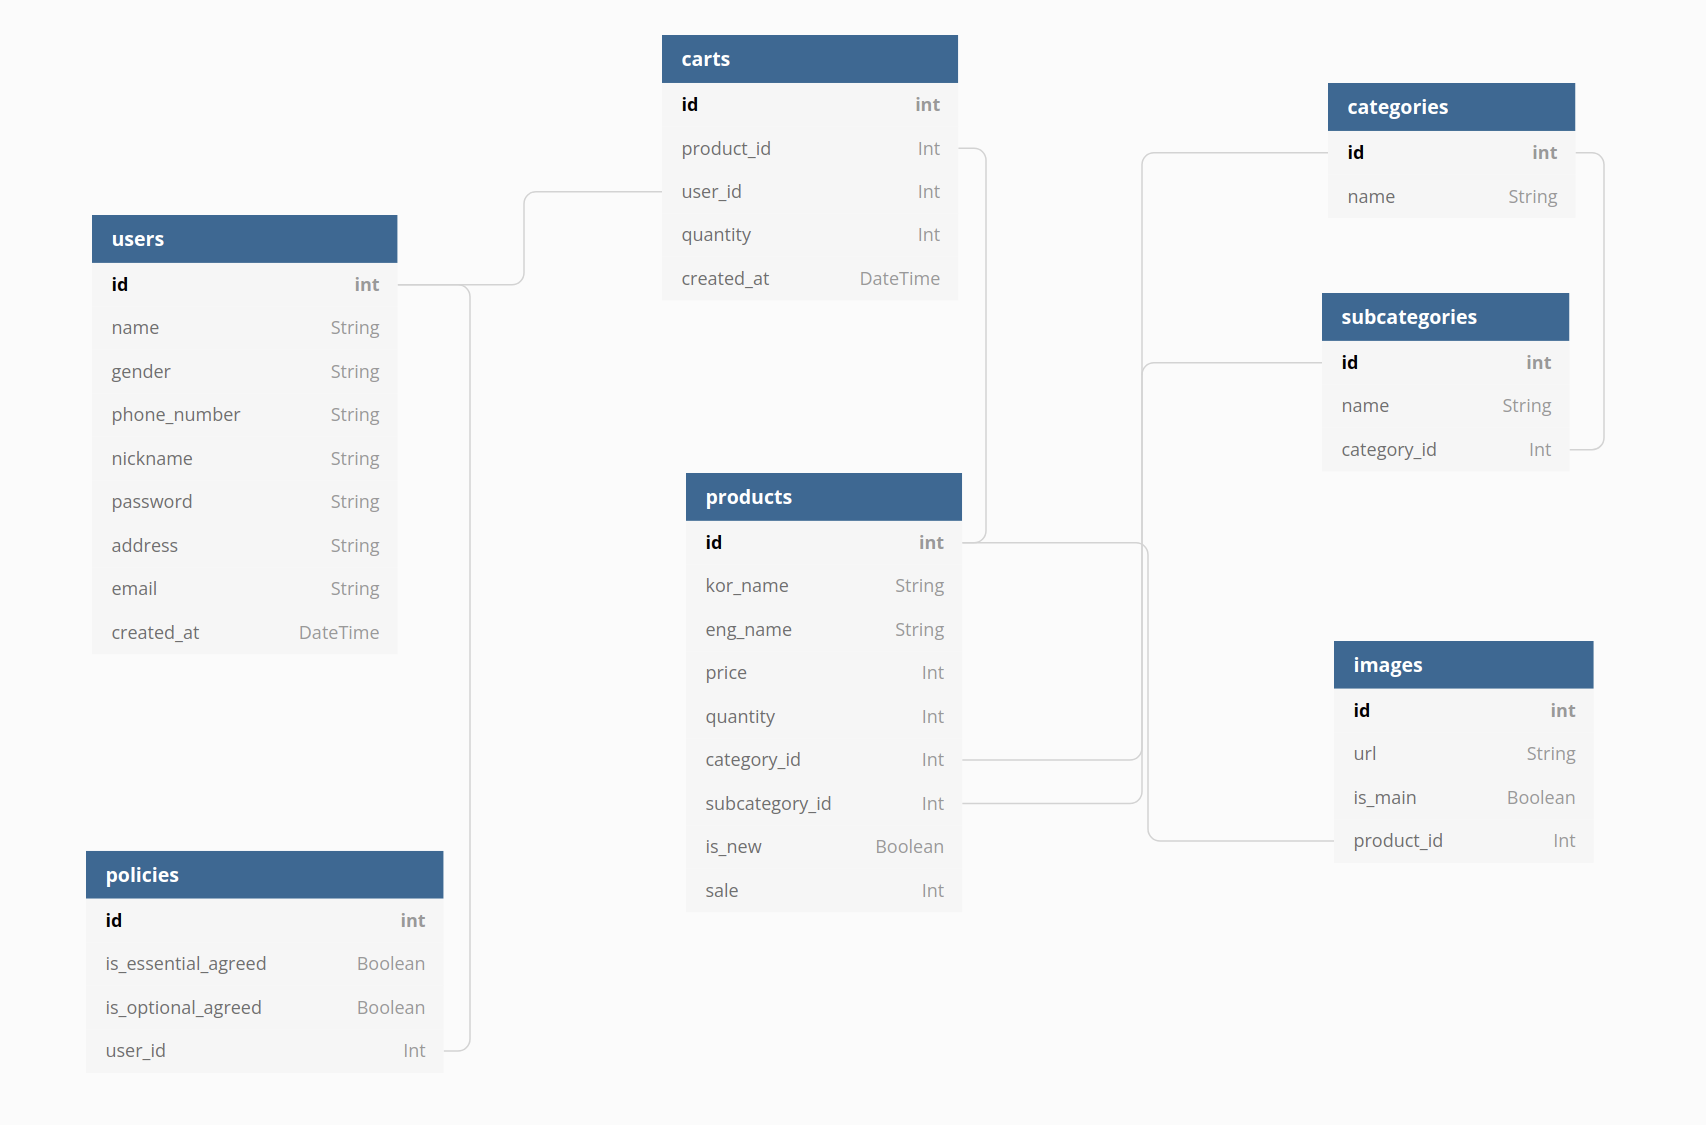 carts
id int
product_id Int
user_id Int
quantity Int
created_at DateTime
categories
id int
name String
users
id int
name String
gender String
phone_number String
nickname String
password String
address String
email String
created_at DateTime
subcategories
id int
name String
category_id Int
products
id int
kor_name String
eng_name String
price Int
quantity Int
category_id Int
subcategory_id Int
is_new Boolean
sale Int
images
id int
url String
is_main Boolean
product_id Int
policies
id int
is_essential_agreed Boolean
is_optional_agreed Boolean
user_id Int